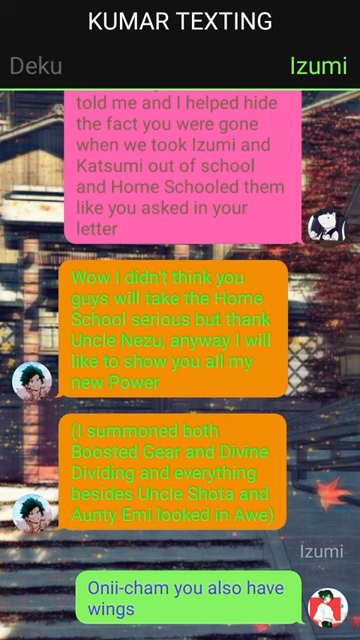 KUMAR TEXTING
Deku Izumi
told me and I helped hide
the fact you were gone
when we took Izumi and
Katsumi out of school
and Home Schooled them
like you asked in your
letter
Wow I didn't think you
guys will take the Home
School serious but thank
Uncle Nezu, anyway I will
like to show you all my
new Power
(I summoned both
Boosted Gear and Divine
Dividing and everything
besides Uncle Shota and
Aunty Emi looked in Awe)
Izumi
Onii-cham you also have
wings